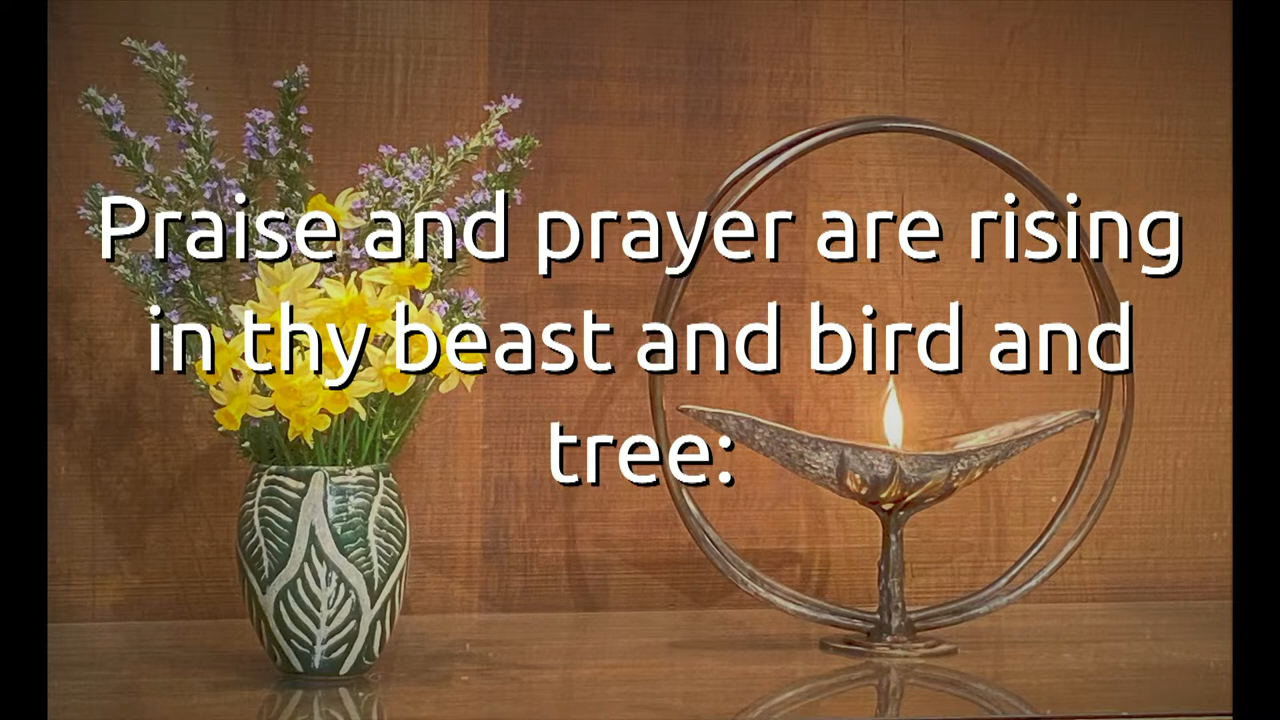 Praise and prayer are rising
in thy beast and bird and
tree: